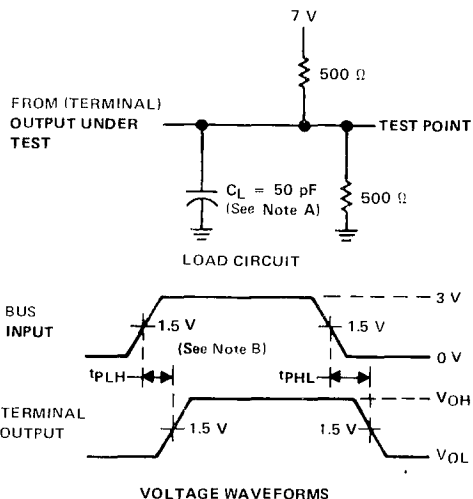 7 V
500 Ω
FROM (TERMINAL)
OUTPUT UNDER
TEST
TEST POINT
CL = 50 pF
(See Note A)
500 Ω
LOAD CIRCUIT
BUS
INPUT
3 V
1.5 V
1.5 V
(See Note B)
0 V
tPLH
tPHL
TERMINAL
OUTPUT
VOH
1.5 V
1.5 V
VOL
VOLTAGE WAVEFORMS